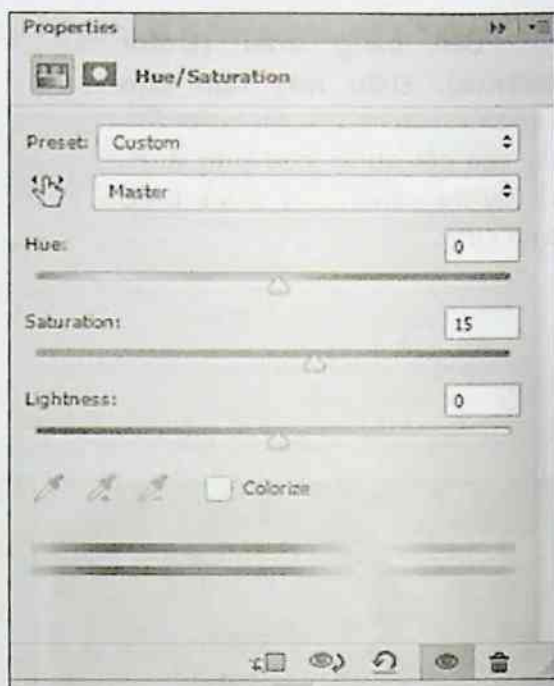 Properties
Hue/Saturation
Preset: Custom
Master
Hue: 0
Saturation: 15
Lightness: 0
Colorize